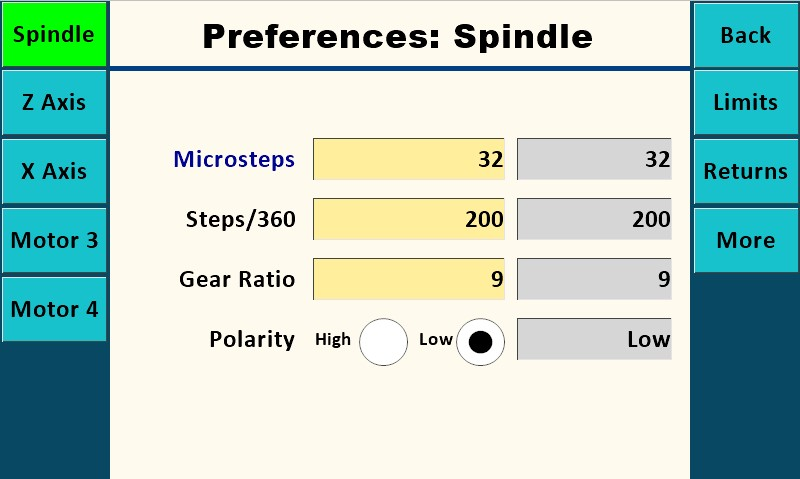 Spindle
Preferences: Spindle
Back
Z Axis
Limits
X Axis
Microsteps 32 32
Returns
Steps/360 200 200
Motor 3
More
Gear Ratio 9 9
Motor 4
Polarity High Low Low